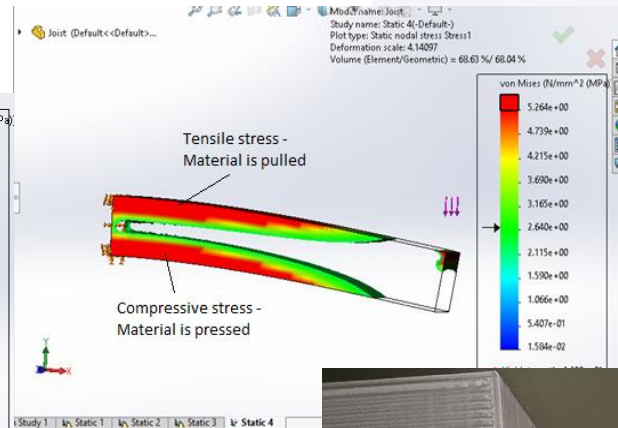 Joist (Default<<Default>...
Model name: Joist
Study name: Static 4(-Default-)
Plot type: Static nodal stress Stress1
Deformation scale: 4.14097
Volume (Element/Geometric) = 68.63 %/ 68.04 %
von Mises (N/mm^2 (MPa)
5.264e+00
4.739e+00
4.215e+00
3.690e+00
3.165e+00
2.640e+00
2.115e+00
1.590e+00
1.066e+00
5.407e-01
1.584e-02
Tensile stress -
Material is pulled
Compressive stress -
Material is pressed
Y
X
Study 1 Static 1 Static 2 Static 3 Static 4